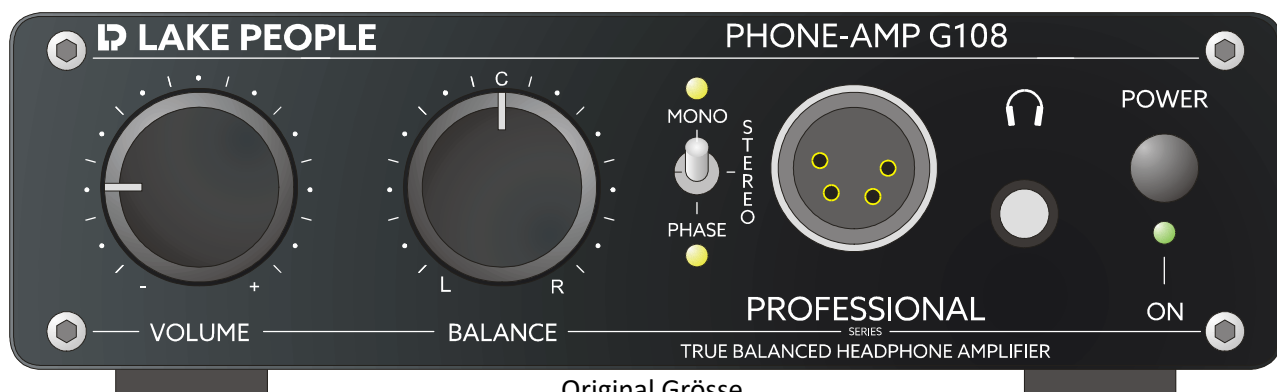 LAKE PEOPLE
PHONE-AMP G108
C
MONO
STEREO
PHASE
POWER
- +
L R
ON
VOLUME
BALANCE
PROFESSIONAL
SERIES
TRUE BALANCED HEADPHONE AMPLIFIER
Original Grösse